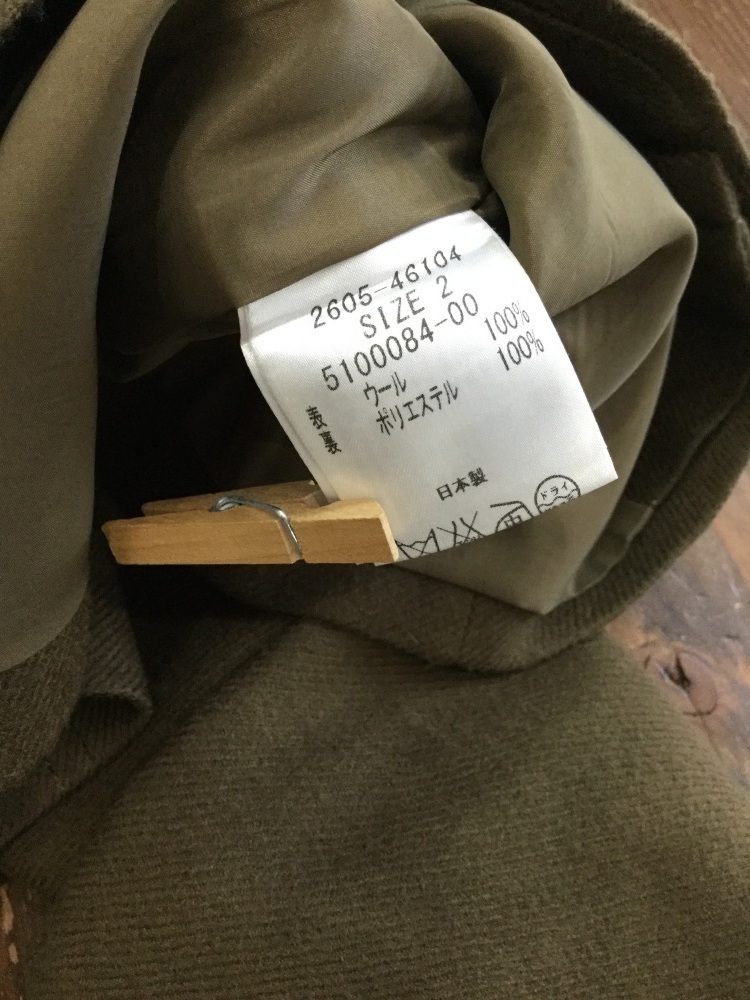 2605-46104
SIZE 2
5100084-00
表 ウール 100%
裏 ポリエステル 100%
日本製
西 ドライ